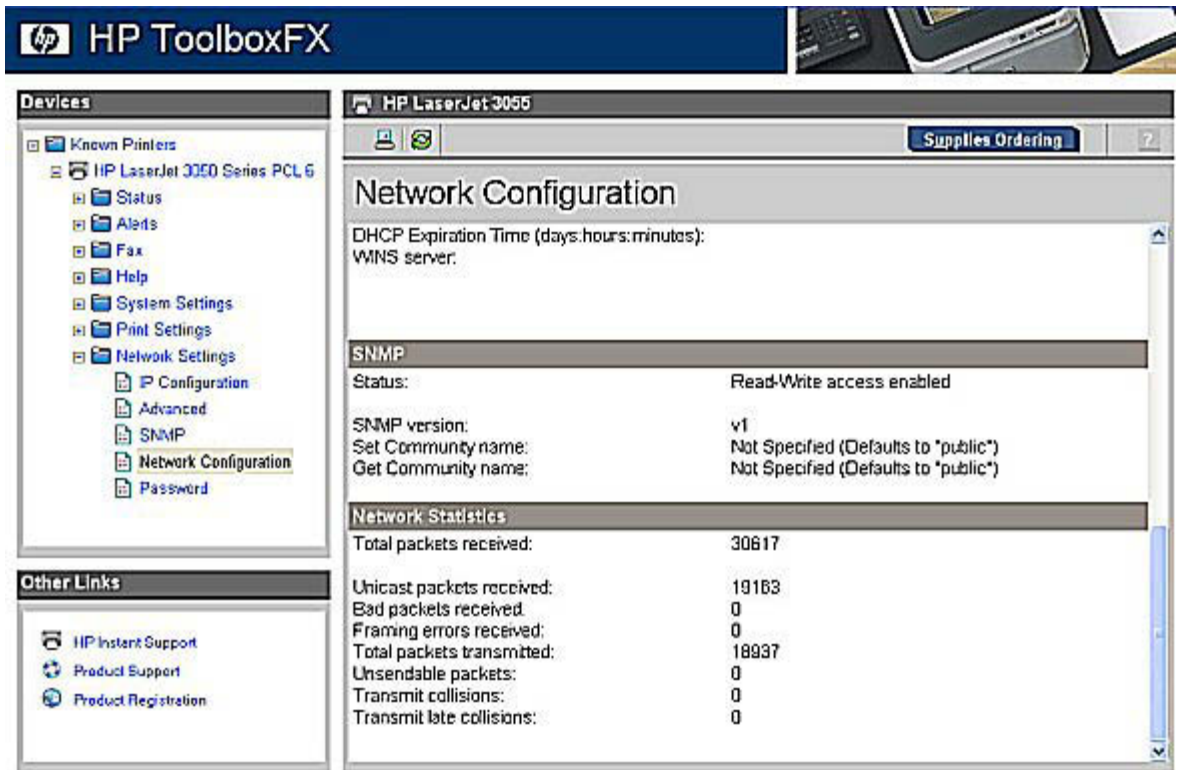 hp HP ToolboxFX
Devices
Known Printers
HP LaserJet 3050 Series PCL 6
Status
Alerts
Fax
Help
System Settings
Print Settings
Network Settings
IP Configuration
Advanced
SNMP
Network Configuration
Password
Other Links
HP Instant Support
Product Support
Product Registration
HP LaserJet 3055
Supplies Ordering ?
Network Configuration
DHCP Expiration Time (days:hours:minutes):
WINS server:
SNMP
Status: Read-Write access enabled
SNMP version: v1
Set Community name: Not Specified (Defaults to "public")
Get Community name: Not Specified (Defaults to "public")
Network Statistics
Total packets received: 30617
Unicast packets received: 19163
Bad packets received: 0
Framing errors received: 0
Total packets transmitted: 18937
Unsendable packets: 0
Transmit collisions: 0
Transmit late collisions: 0